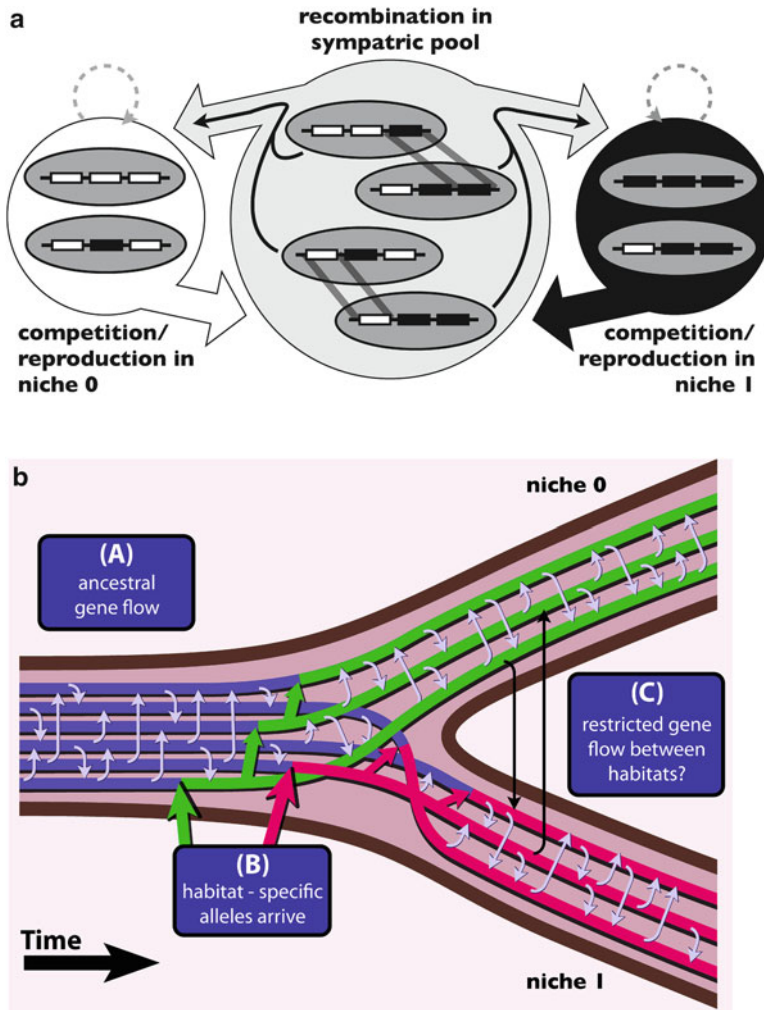 a
recombination in
sympatric pool
competition/
reproduction in
niche 0
competition/
reproduction in
niche 1
b
niche 0
(A)
ancestral
gene flow
(C)
restricted gene
flow between
habitats?
(B)
habitat - specific
alleles arrive
Time
niche 1